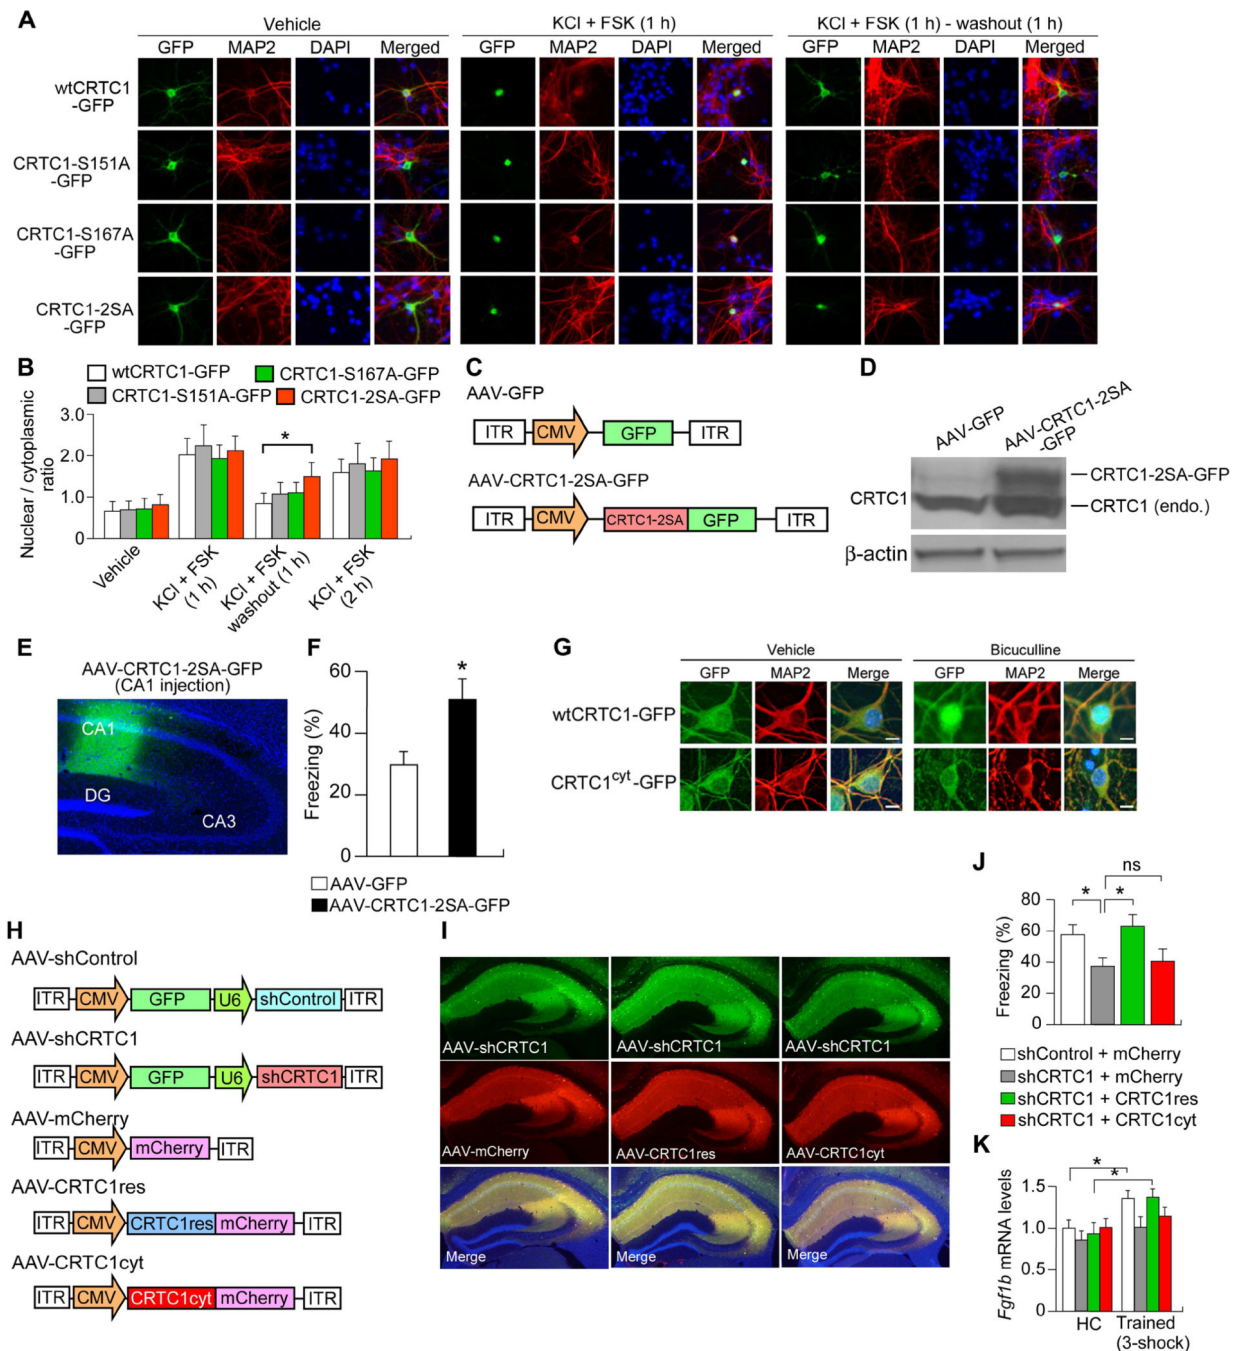 A
Vehicle
KCl + FSK (1 h)
KCl + FSK (1 h) - washout (1 h)
GFP MAP2 DAPI Merged
GFP MAP2 DAPI Merged
GFP MAP2 DAPI Merged
wtCRTC1
-GFP
CRTC1-S151A
-GFP
CRTC1-S167A
-GFP
CRTC1-2SA
-GFP
B
wtCRTC1-GFP
CRTC1-S167A-GFP
CRTC1-S151A-GFP
CRTC1-2SA-GFP
Nuclear / cytoplasmic
ratio
3.0
2.0
1.0
0
*
Vehicle
KCl + FSK
(1 h)
KCl + FSK
washout (1 h)
KCl + FSK
(2 h)
C
AAV-GFP
ITR CMV GFP ITR
AAV-CRTC1-2SA-GFP
ITR CMV CRTC1-2SA GFP ITR
D
AAV-GFP
AAV-CRTC1-2SA
-GFP
CRTC1
CRTC1-2SA-GFP
CRTC1 (endo.)
β-actin
E
AAV-CRTC1-2SA-GFP
(CA1 injection)
CA1
DG
CA3
F
Freezing (%)
60
40
20
0
*
AAV-GFP
AAV-CRTC1-2SA-GFP
G
Vehicle
Bicuculline
GFP MAP2 Merge
GFP MAP2 Merge
wtCRTC1-GFP
CRTC1cyt-GFP
H
AAV-shControl
ITR CMV GFP U6 shControl ITR
AAV-shCRTC1
ITR CMV GFP U6 shCRTC1 ITR
AAV-mCherry
ITR CMV mCherry ITR
AAV-CRTC1res
ITR CMV CRTC1res mCherry ITR
AAV-CRTC1cyt
ITR CMV CRTC1cyt mCherry ITR
I
AAV-shCRTC1
AAV-shCRTC1
AAV-shCRTC1
AAV-mCherry
AAV-CRTC1res
AAV-CRTC1cyt
Merge
Merge
Merge
J
Freezing (%)
80
60
40
20
0
ns
* *
shControl + mCherry
shCRTC1 + mCherry
shCRTC1 + CRTC1res
shCRTC1 + CRTC1cyt
K
Fgf1b mRNA levels
1.5
1.0
0.5
0
*
*
HC
Trained
(3-shock)